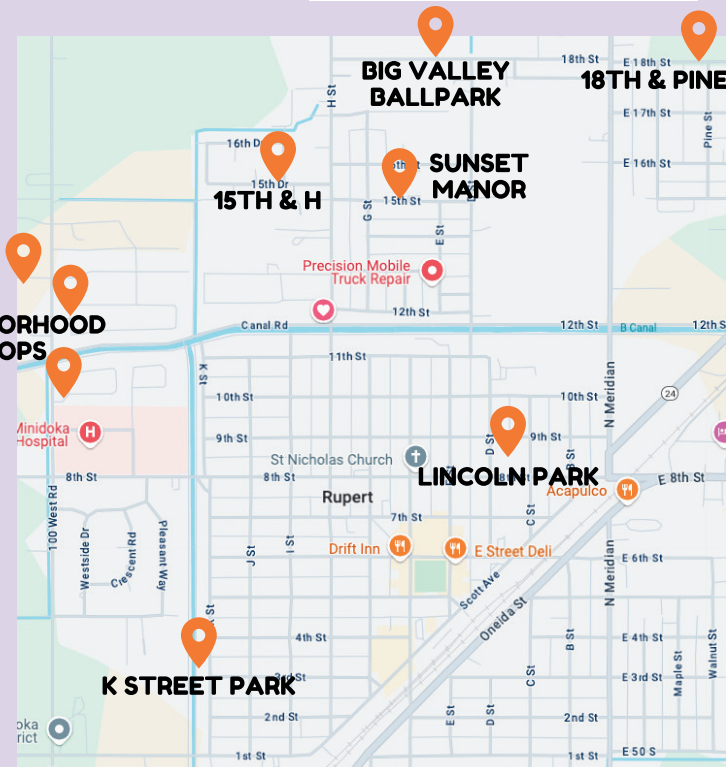 BIG VALLEY
BALLPARK
18th St
E 18th St
18TH & PINE
H St
E 17th St
Pine St
16th D
E 16th St
SUNSET
MANOR
15th Dr
15TH & H
15th St
G St
E St
Precision Mobile
Truck Repair
12th St
Canal Rd
12th St
B Canal
12th S
ORHOOD
OPS
11th St
K St
10th St
10th St
N Meridian
24
Minidoka
Hospital
H
9th St
D St
9th St
B St
St Nicholas Church
LINCOLN PARK
8th St
8th St
E 8th St
Acapulco
Rupert
100 West Rd
7th St
C St
Westside Dr
Crescent Rd
Pleasant Way
J St
I St
Drift Inn
E Street Deli
N Meridian
E 6th St
Scott Ave
Oneida St
4th St
B St
E 4th St
Walnut St
K STREET PARK
C St
E 3rd St
Maple St
2nd St
E St
D St
2nd St
oka
rict
1st St
1st St
E 50 S